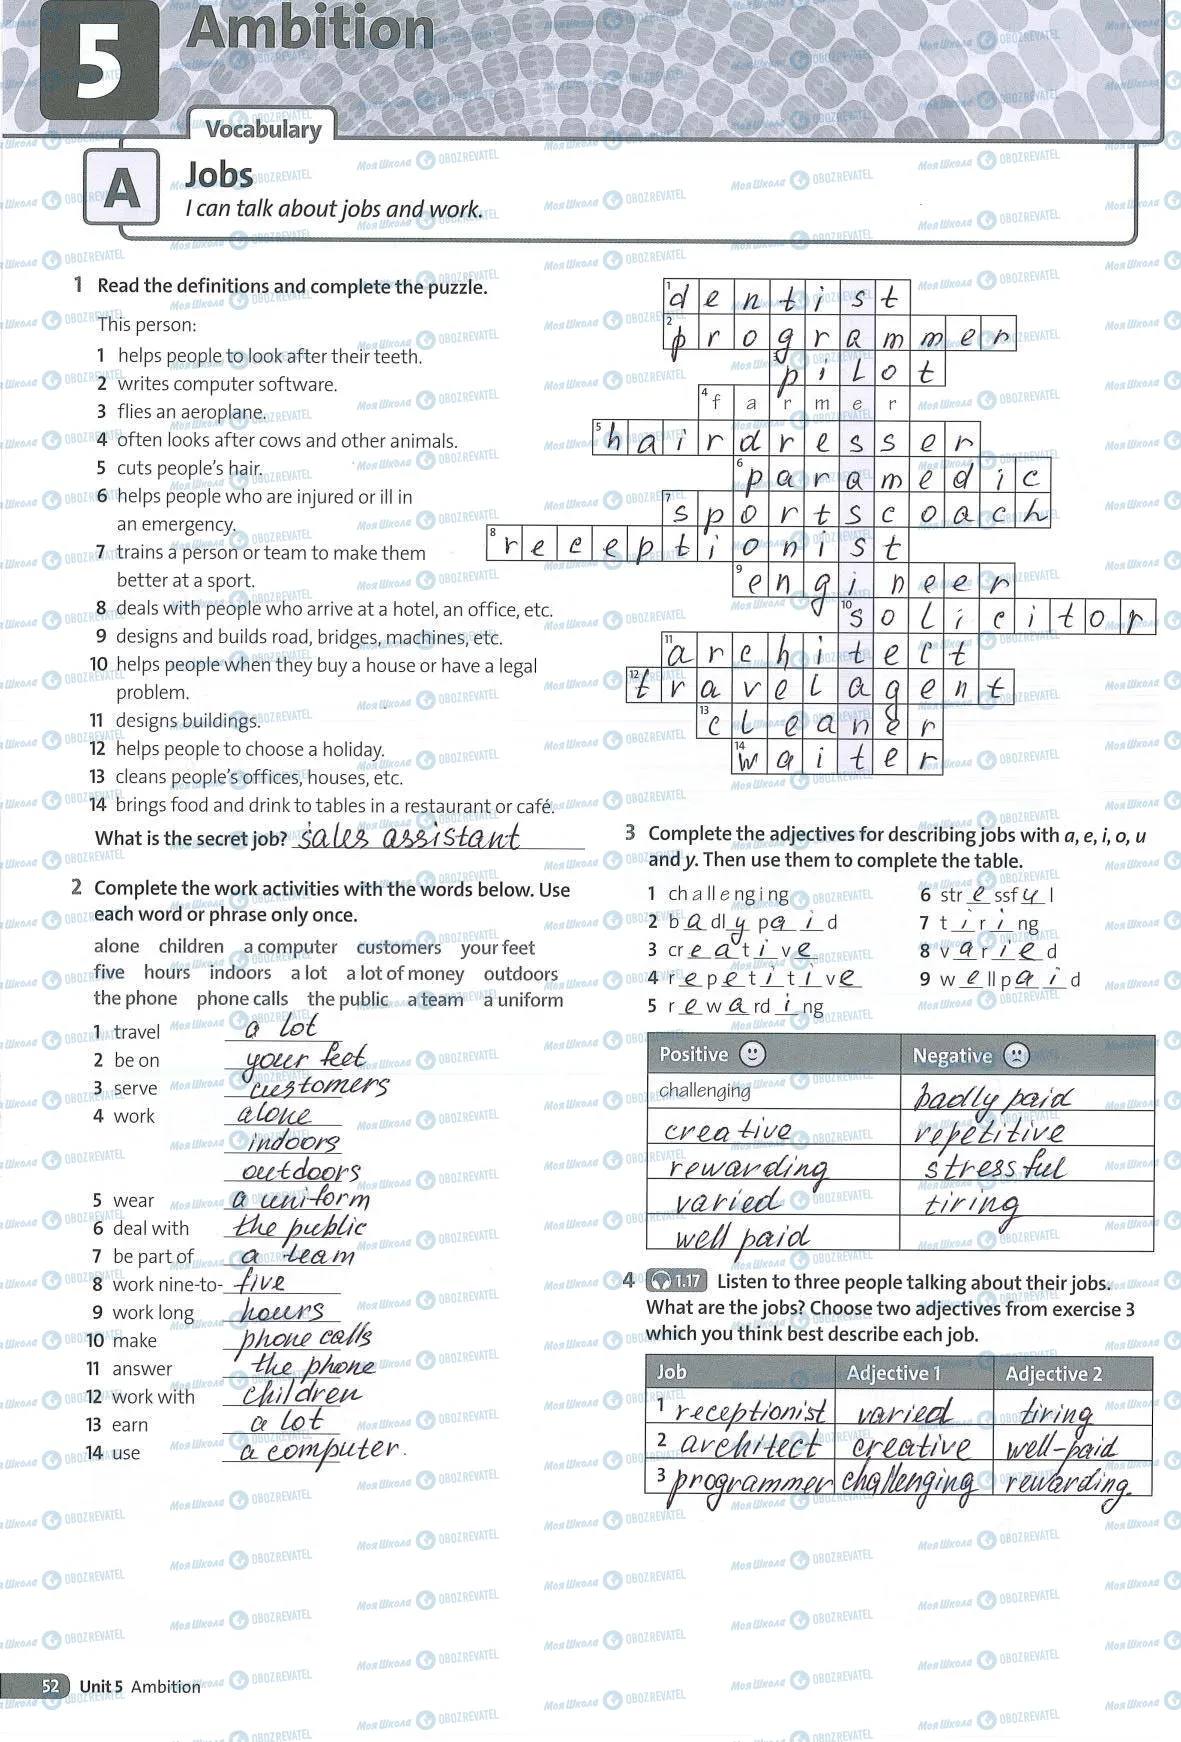 5
Ambition
Vocabulary
A
Jobs
I can talk about jobs and work.
1 Read the definitions and complete the puzzle.
This person:
1 helps people to look after their teeth.
2 writes computer software.
3 flies an aeroplane.
4 often looks after cows and other animals.
5 cuts people's hair.
6 helps people who are injured or ill in
an emergency.
7 trains a person or team to make them
better at a sport.
8 deals with people who arrive at a hotel, an office, etc.
9 designs and builds road, bridges, machines, etc.
10 helps people when they buy a house or have a legal
problem.
11 designs buildings.
12 helps people to choose a holiday.
13 cleans people's offices, houses, etc.
14 brings food and drink to tables in a restaurant or café.
What is the secret job? sales assistant
1 dentist
2 programmer
3 pilot
4 farmer
5 hairdresser
6 paramedic
7 sportscoach
8 receptionist
9 engineer
10 solicitor
11 architect
12 travelagent
13 cleaner
14 waiter
2 Complete the work activities with the words below. Use
each word or phrase only once.
alone children a computer customers your feet
five hours indoors a lot a lot of money outdoors
the phone phone calls the public a team a uniform
1 travel a lot
2 be on your feet
3 serve customers
4 work alone
indoors
outdoors
5 wear a uniform
6 deal with the public
7 be part of a team
8 work nine-to- five
9 work long hours
10 make phone calls
11 answer the phone
12 work with children
13 earn a lot
14 use a computer.
3 Complete the adjectives for describing jobs with a, e, i, o, u
and y. Then use them to complete the table.
1 challenging
2 badly paid
3 creative
4 repetitive
5 rewarding
6 stressful
7 tiring
8 varied
9 well paid
Positive Negative
challenging badly paid
creative repetitive
rewarding stressful
varied tiring
well paid
4 1.17 Listen to three people talking about their jobs.
What are the jobs? Choose two adjectives from exercise 3
which you think best describe each job.
Job Adjective 1 Adjective 2
1 receptionist varied tiring
2 architect creative well-paid
3 programmer challenging rewarding.
52 Unit 5 Ambition
Моя Школа OBOZREVATEL